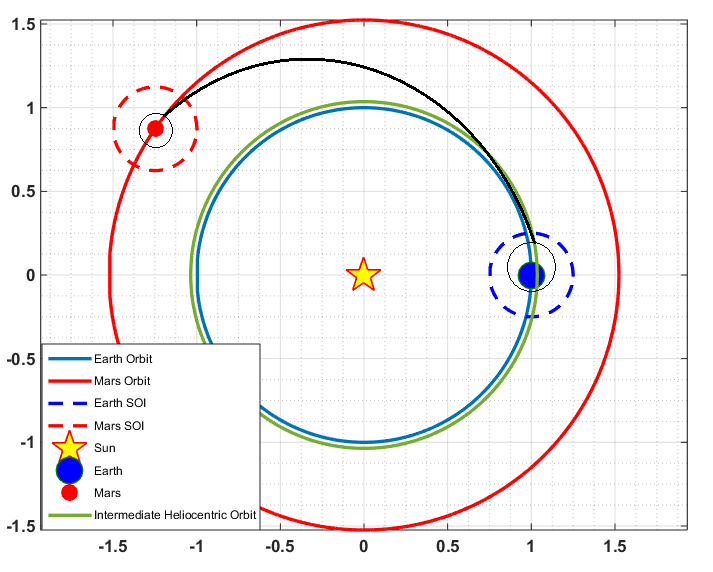 1.5
1
0.5
0
-0.5
-1
-1.5
Earth Orbit
Mars Orbit
Earth SOI
Mars SOI
Sun
Earth
Mars
Intermediate Heliocentric Orbit
-1.5 -1 -0.5 0 0.5 1 1.5